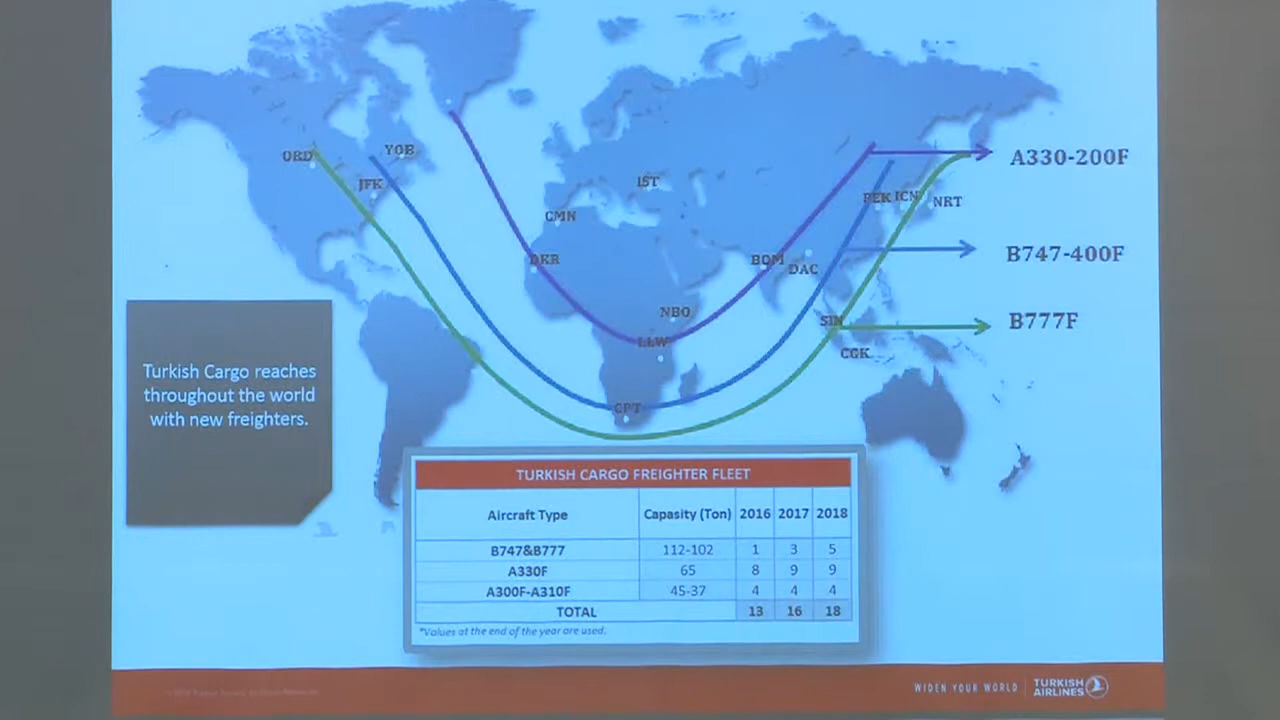 ORD
YOB
JFK
IST
CMN
DKR
NBO
LLW
CPT
BOM
DAC
PEK ICN
NRT
SIN
CGK
A330-200F
B747-400F
B777F
Turkish Cargo reaches
throughout the world
with new freighters.
TURKISH CARGO FREIGHTER FLEET
Aircraft Type Capasity (Ton) 2016 2017 2018
B747&B777 112-102 1 3 5
A330F 65 8 9 9
A300F-A310F 45-37 4 4 4
TOTAL 13 16 18
*Values at the end of the year are used.
WIDEN YOUR WORLD
TURKISH
AIRLINES